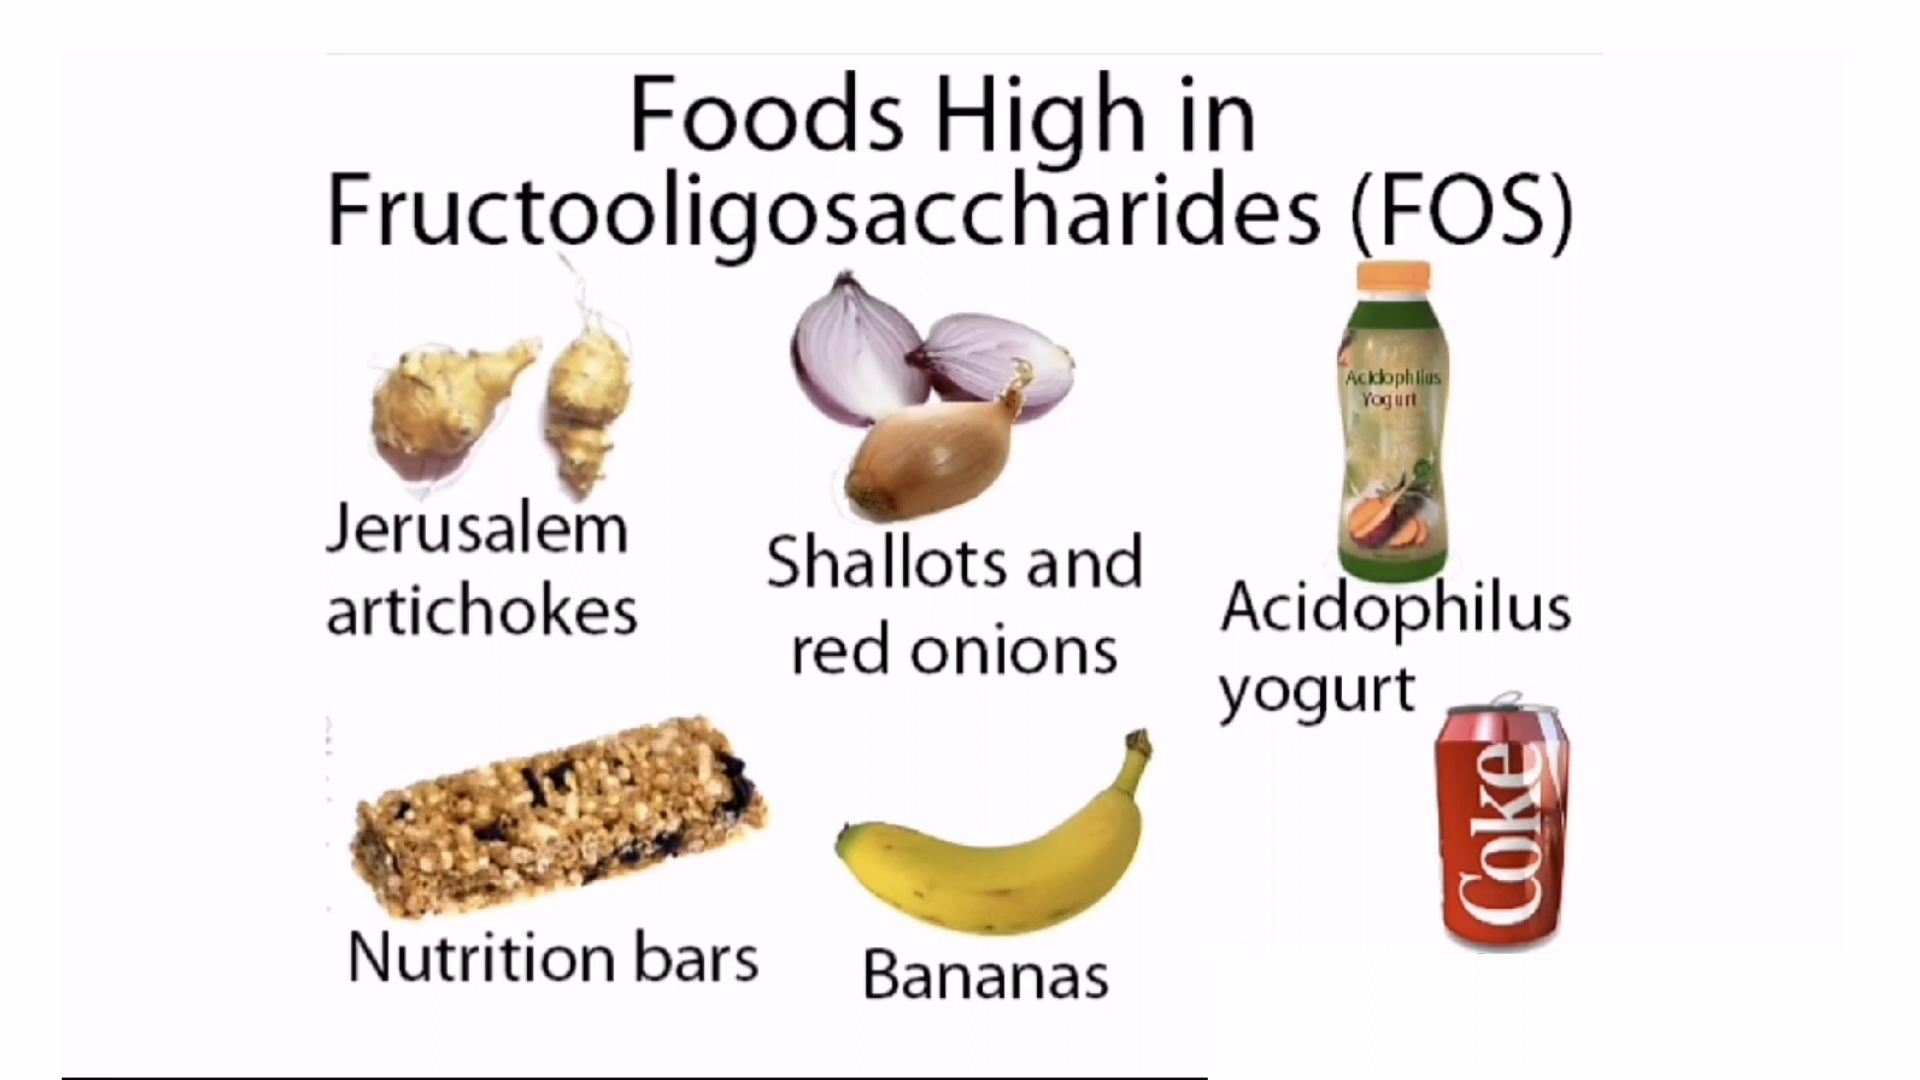 Foods High in
Fructooligosaccharides (FOS)
Acidophilus
Yogurt
Jerusalem
artichokes
Shallots and
red onions
Acidophilus
yogurt
Coke
Nutrition bars
Bananas